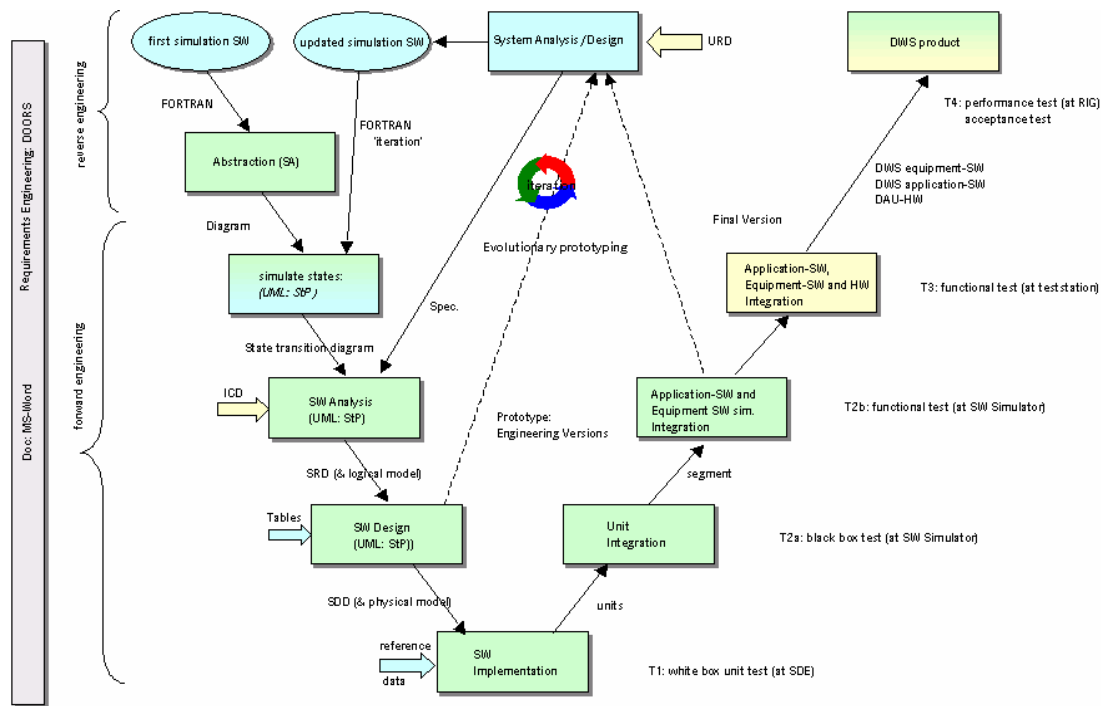 first simulation SW
updated simulation SW
System Analysis /Design
URD
DWS product
Requirements Engineering: DOORS
Doc: MS-Word
reverse engineering
forward engineering
FORTRAN
FORTRAN
'iteration'
T4: performance test (at RIG)
acceptance test
Abstraction (SA)
iteration
DWS equipment-SW
DWS application-SW
DAU-HW
Diagram
Final Version
Evolutionary prototyping
simulate states:
(UML: StP )
Spec.
Application-SW,
Equipment-SW and HW
Integration
T3: functional test (at teststation)
State transition diagram
ICD
SW Analysis
(UML: StP)
Application-SW and
Equipment SW sim.
Integration
T2b: functional test (at SW Simulator)
Prototype:
Engineering Versions
SRD (& logical model)
segment
Tables
SW Design
(UML: StP))
Unit
Integration
T2a: black box test (at SW Simulator)
SDD (& physical model)
units
reference
data
SW
Implementation
T1: white box unit test (at SDE)